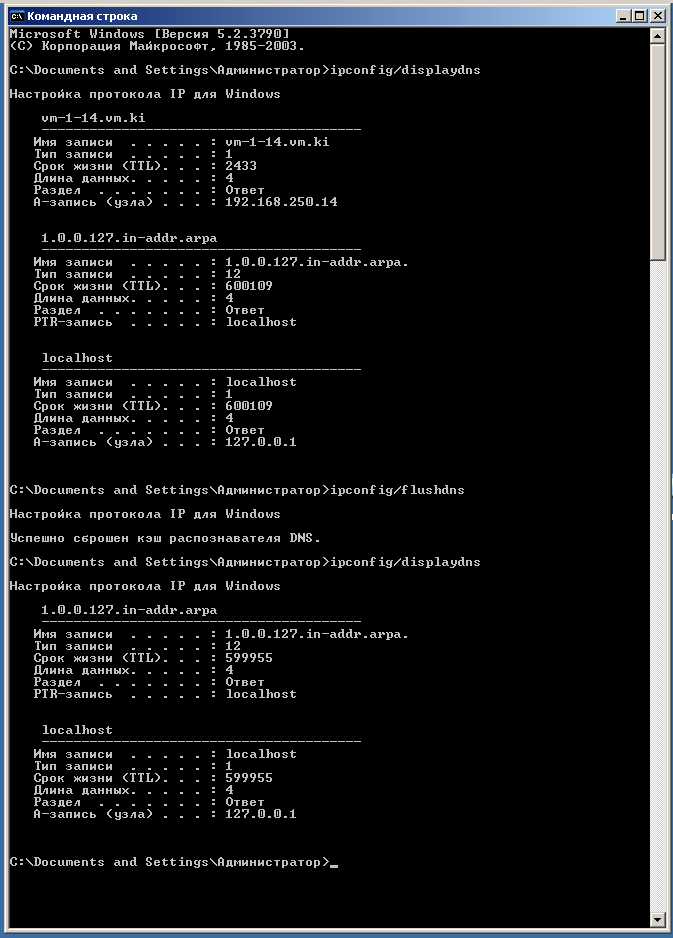 Командная строка
Microsoft Windows [Версия 5.2.3790]
(C) Корпорация Майкрософт, 1985-2003.
C:\Documents and Settings\Администратор>ipconfig/displaydns
Настройка протокола IP для Windows
vm-1-14.vm.ki
----------------------------------------
Имя записи . . . . . : vm-1-14.vm.ki
Тип записи . . . . . : 1
Срок жизни (TTL). . . : 2433
Длина данных. . . . . : 4
Раздел . . . . . . . : Ответ
А-запись (узла) . . . : 192.168.250.14
1.0.0.127.in-addr.arpa
----------------------------------------
Имя записи . . . . . : 1.0.0.127.in-addr.arpa.
Тип записи . . . . . : 12
Срок жизни (TTL). . . : 600109
Длина данных. . . . . : 4
Раздел . . . . . . . : Ответ
PTR-запись . . . . . : localhost
localhost
----------------------------------------
Имя записи . . . . . : localhost
Тип записи . . . . . : 1
Срок жизни (TTL). . . : 600109
Длина данных. . . . . : 4
Раздел . . . . . . . : Ответ
А-запись (узла) . . . : 127.0.0.1
C:\Documents and Settings\Администратор>ipconfig/flushdns
Настройка протокола IP для Windows
Успешно сброшен кэш распознавателя DNS.
C:\Documents and Settings\Администратор>ipconfig/displaydns
Настройка протокола IP для Windows
1.0.0.127.in-addr.arpa
----------------------------------------
Имя записи . . . . . : 1.0.0.127.in-addr.arpa.
Тип записи . . . . . : 12
Срок жизни (TTL). . . : 599955
Длина данных. . . . . : 4
Раздел . . . . . . . : Ответ
PTR-запись . . . . . : localhost
localhost
----------------------------------------
Имя записи . . . . . : localhost
Тип записи . . . . . : 1
Срок жизни (TTL). . . : 599955
Длина данных. . . . . : 4
Раздел . . . . . . . : Ответ
А-запись (узла) . . . : 127.0.0.1
C:\Documents and Settings\Администратор>_